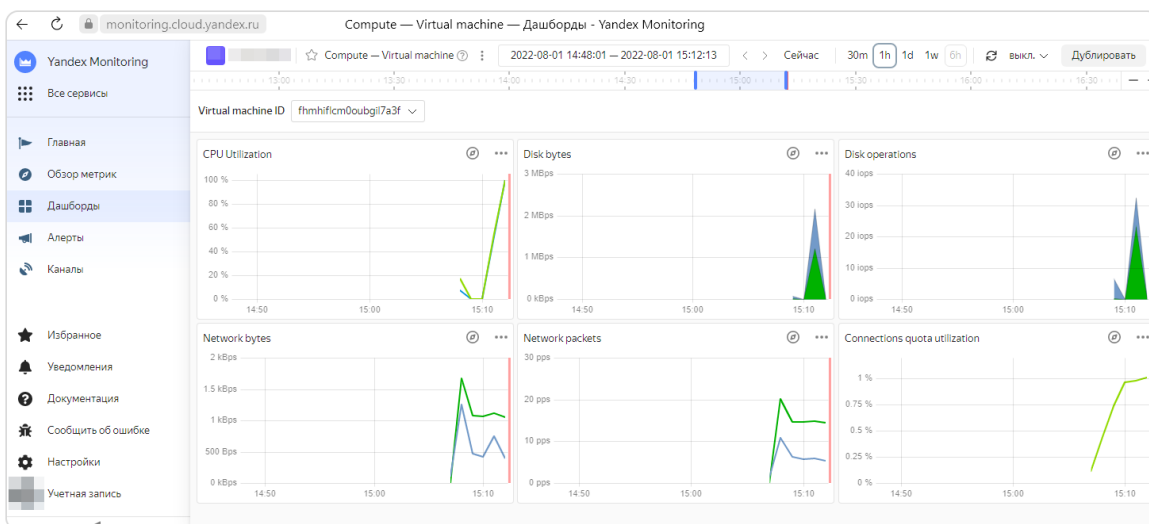 monitoring.cloud.yandex.ru
Compute — Virtual machine — Дашборды - Yandex Monitoring
Yandex Monitoring
Все сервисы
Главная
Обзор метрик
Дашборды
Алерты
Каналы
Избранное
Уведомления
Документация
Сообщить об ошибке
Настройки
Учетная запись
Compute — Virtual machine
2022-08-01 14:48:01 — 2022-08-01 15:12:13
Сейчас
30m 1h 1d 1w 6h
выкл.
Дублировать
13:00 13:30 14:00 14:30 15:00 15:30 16:00 16:30
Virtual machine ID
CPU Utilization
100 %
80 %
60 %
40 %
20 %
0 %
14:50 15:00 15:10
Disk bytes
3 MBps
2 MBps
1 MBps
0 kBps
14:50 15:00 15:10
Disk operations
40 iops
30 iops
20 iops
10 iops
0 iops
14:50 15:00 15:10
Network bytes
2 kBps
1.5 kBps
1 kBps
500 Bps
0 kBps
14:50 15:00 15:10
Network packets
30 pps
20 pps
10 pps
0 pps
14:50 15:00 15:10
Connections quota utilization
1 %
0.75 %
0.5 %
0.25 %
0 %
14:50 15:00 15:10